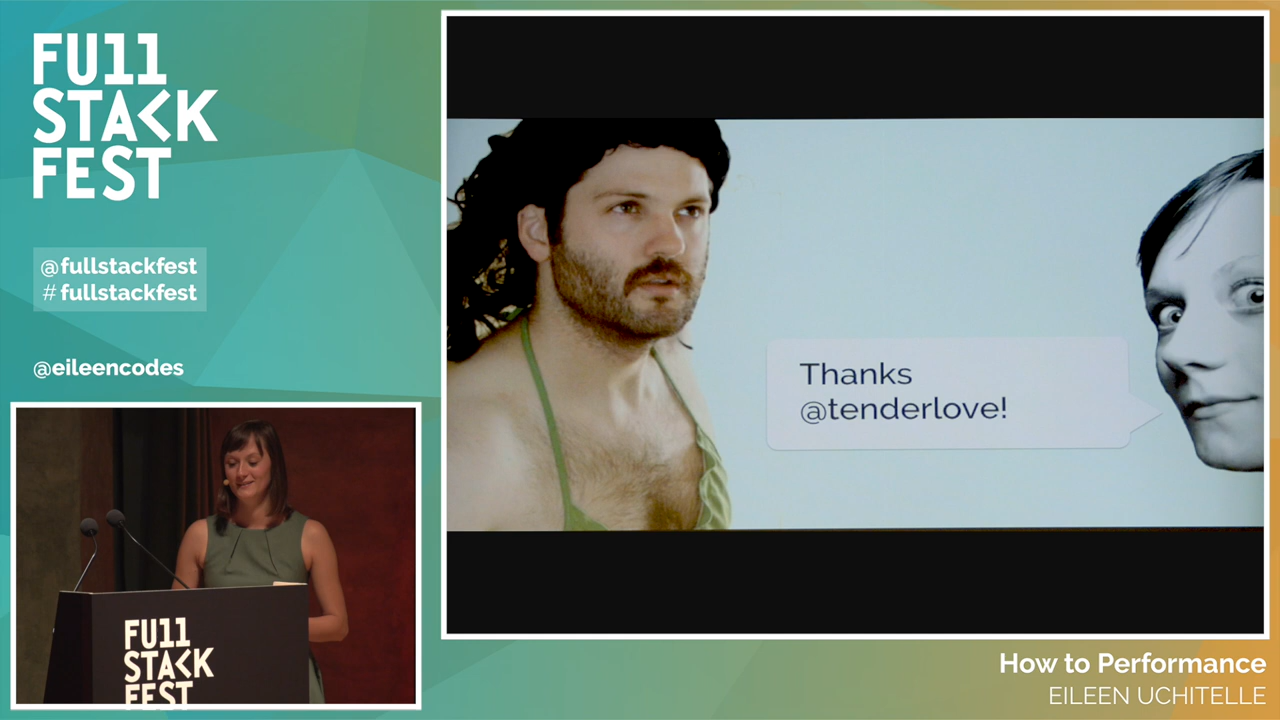 FULL
STACK
FEST
@fullstackfest
# fullstackfest
@eileencodes
FULL
STACK
FEST
Thanks
@tenderlove!
How to Performance
EILEEN UCHITELLE